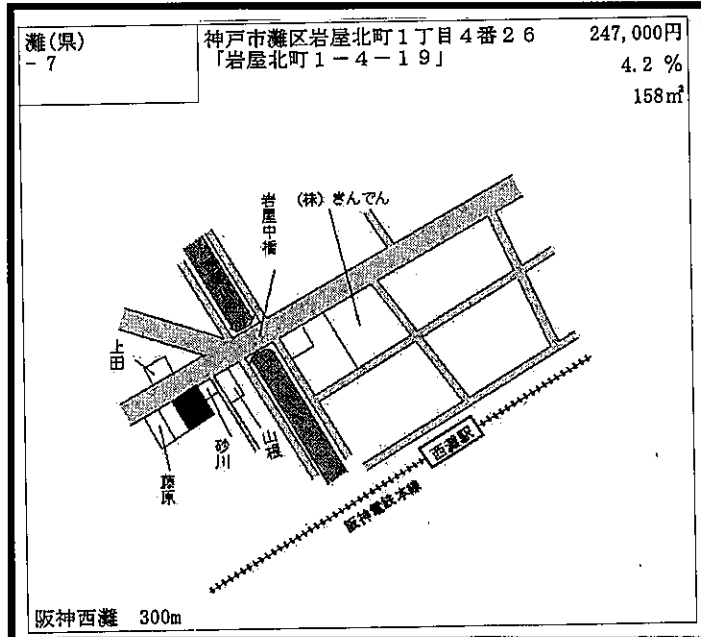 灘(県)
- 7
神戸市灘区岩屋北町1丁目4番26
「岩屋北町1-4-19」
247,000円
4.2 %
158㎡
岩屋中橋
(株) きんでん
上田
藤原
砂川
山根
西灘駅
阪神電鉄本線
阪神西灘 300m